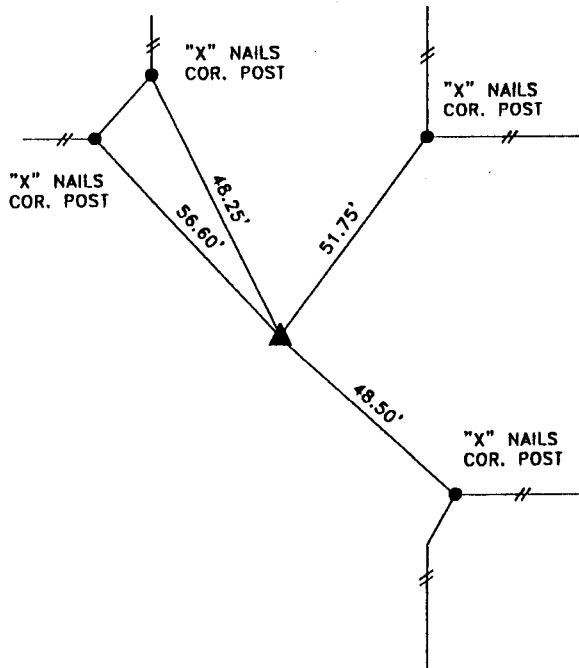 "X" NAILS
COR. POST
"X" NAILS
COR. POST
"X" NAILS
COR. POST
48.25'
56.60'
51.75'
48.50'
"X" NAILS
COR. POST